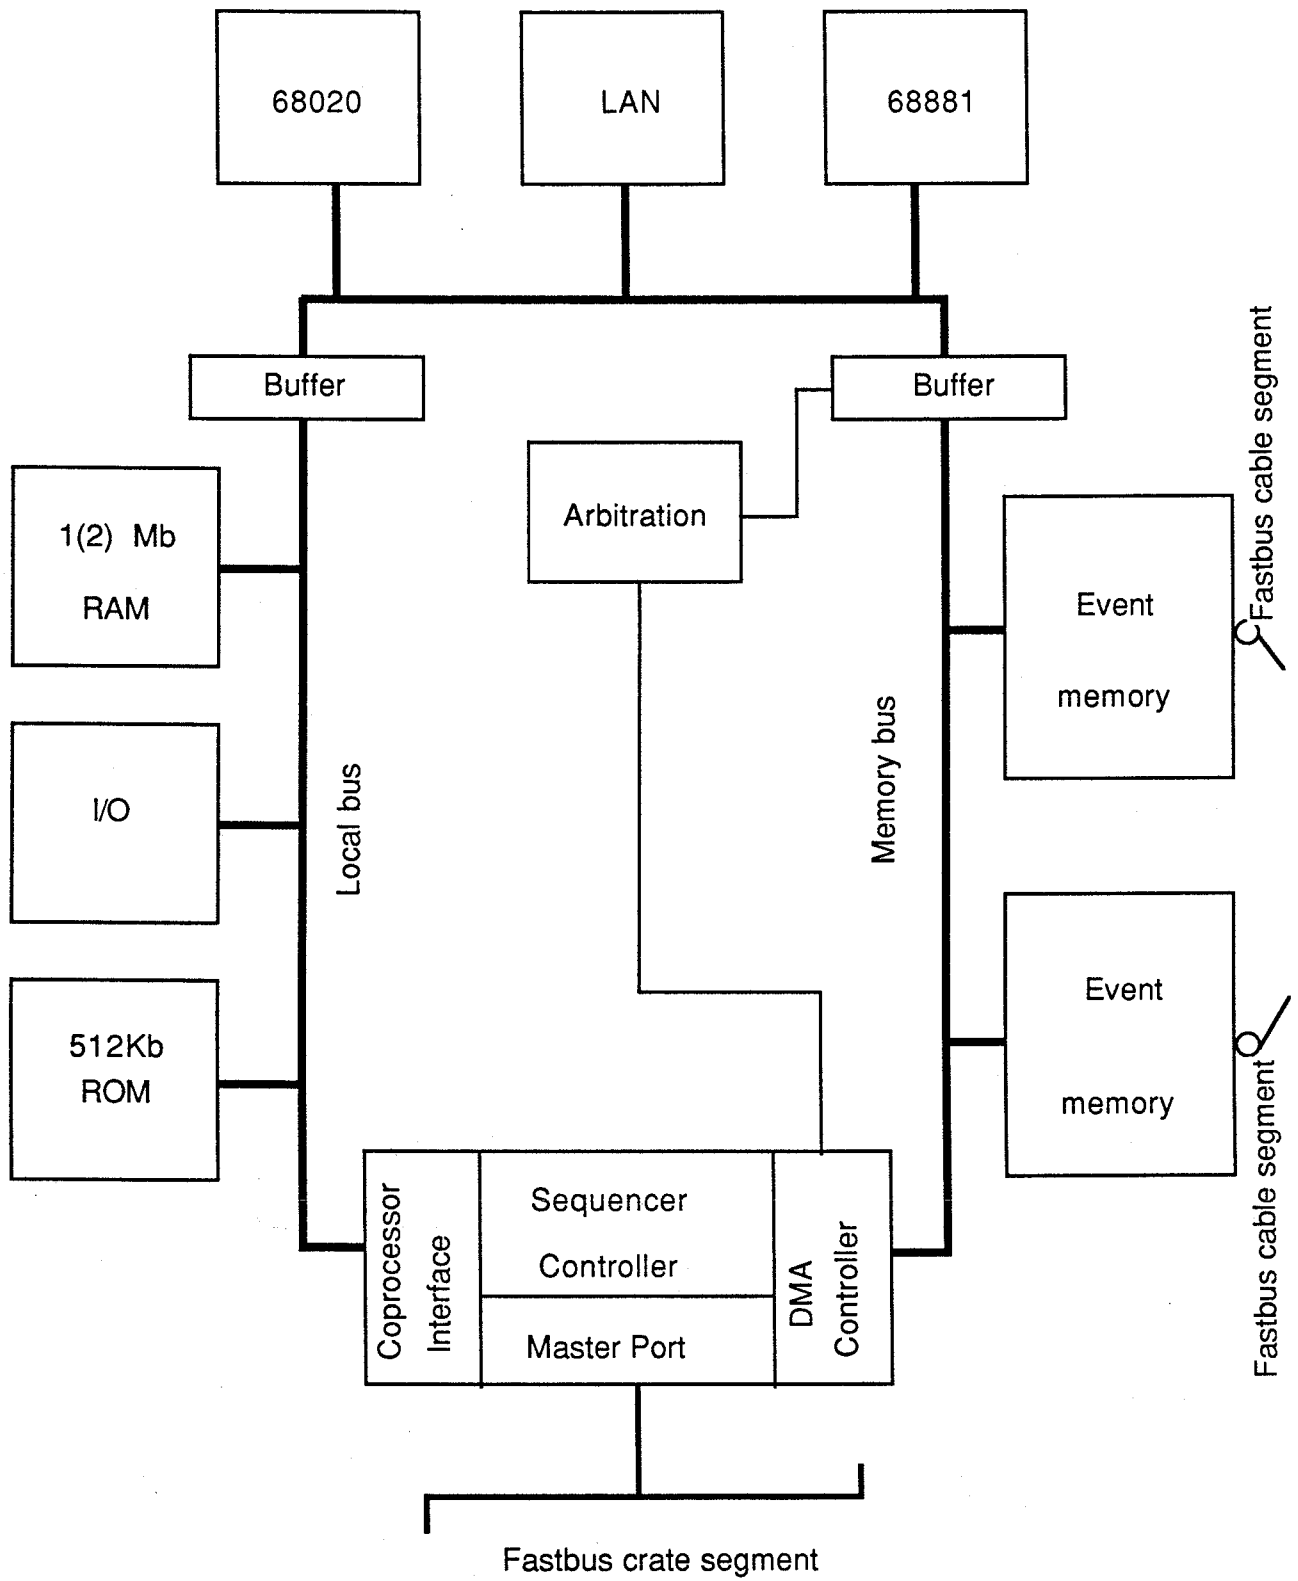 68020
LAN
68881
Buffer
Buffer
Fastbus cable segment
Arbitration
1(2) Mb
RAM
Event
memory
I/O
Local bus
Memory bus
512Kb
ROM
Event
memory
Fastbus cable segment
Coprocessor
Interface
Sequencer
Controller
Master Port
DMA
Controller
Fastbus crate segment